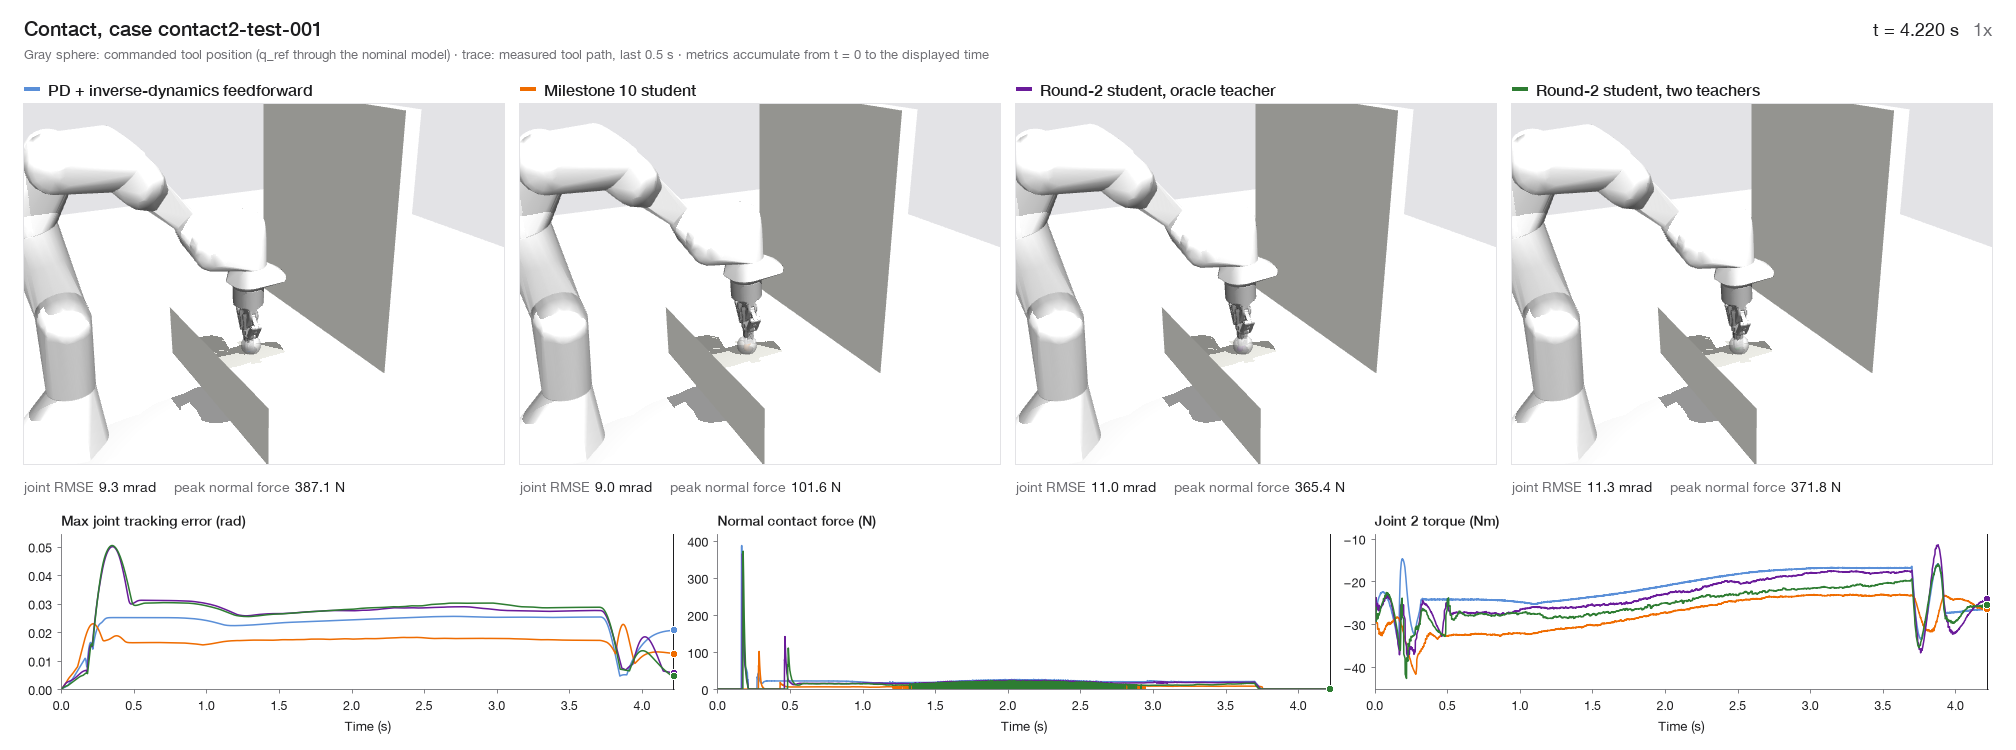 Contact, case contact2-test-001
t = 4.220 s 1x
Gray sphere: commanded tool position (q_ref through the nominal model) · trace: measured tool path, last 0.5 s · metrics accumulate from t = 0 to the displayed time
PD + inverse-dynamics feedforward
Milestone 10 student
Round-2 student, oracle teacher
Round-2 student, two teachers
joint RMSE 9.3 mrad peak normal force 387.1 N
joint RMSE 9.0 mrad peak normal force 101.6 N
joint RMSE 11.0 mrad peak normal force 365.4 N
joint RMSE 11.3 mrad peak normal force 371.8 N
Max joint tracking error (rad)
0.05
0.04
0.03
0.02
0.01
0.00
0.0 0.5 1.0 1.5 2.0 2.5 3.0 3.5 4.0
Time (s)
Normal contact force (N)
400
300
200
100
0
0.0 0.5 1.0 1.5 2.0 2.5 3.0 3.5 4.0
Time (s)
Joint 2 torque (Nm)
−10
−20
−30
−40
0.0 0.5 1.0 1.5 2.0 2.5 3.0 3.5 4.0
Time (s)